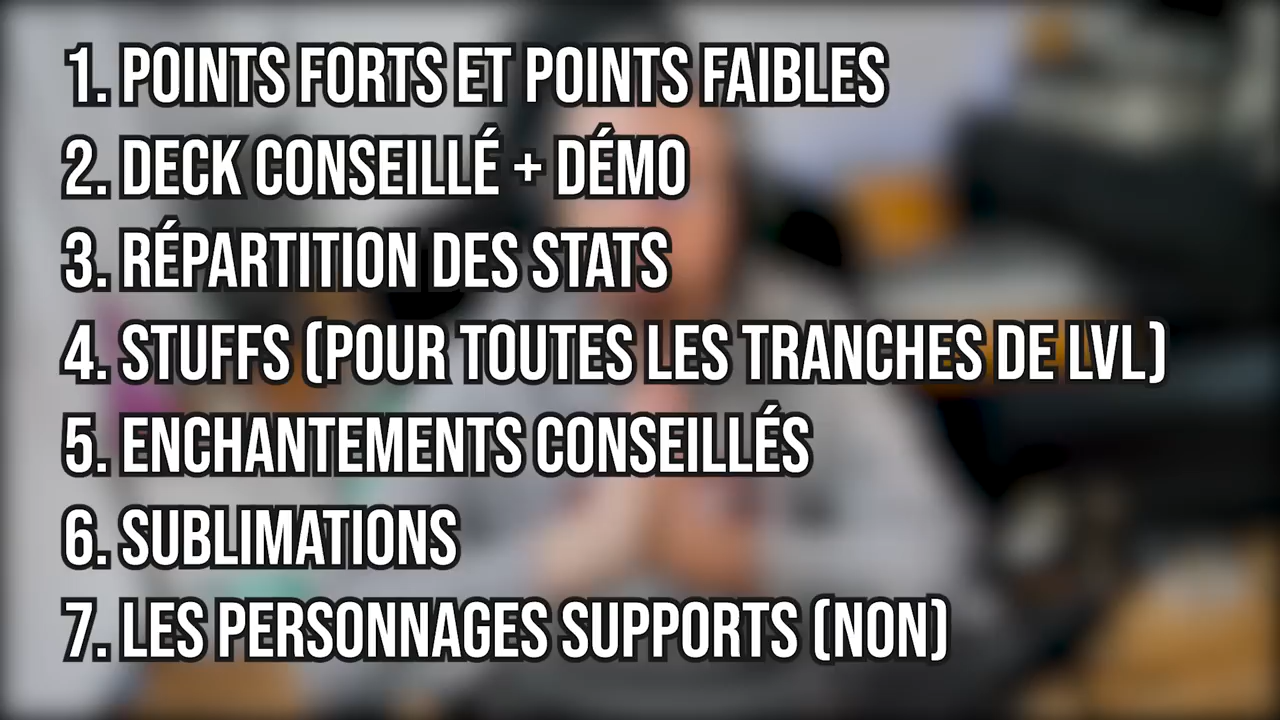 1. POINTS FORTS ET POINTS FAIBLES
2. DECK CONSEILLÉ + DÉMO
3. RÉPARTITION DES STATS
4. STUFFS (POUR TOUTES LES TRANCHES DE LVL)
5. ENCHANTEMENTS CONSEILLÉS
6. SUBLIMATIONS
7. LES PERSONNAGES SUPPORTS (NON)